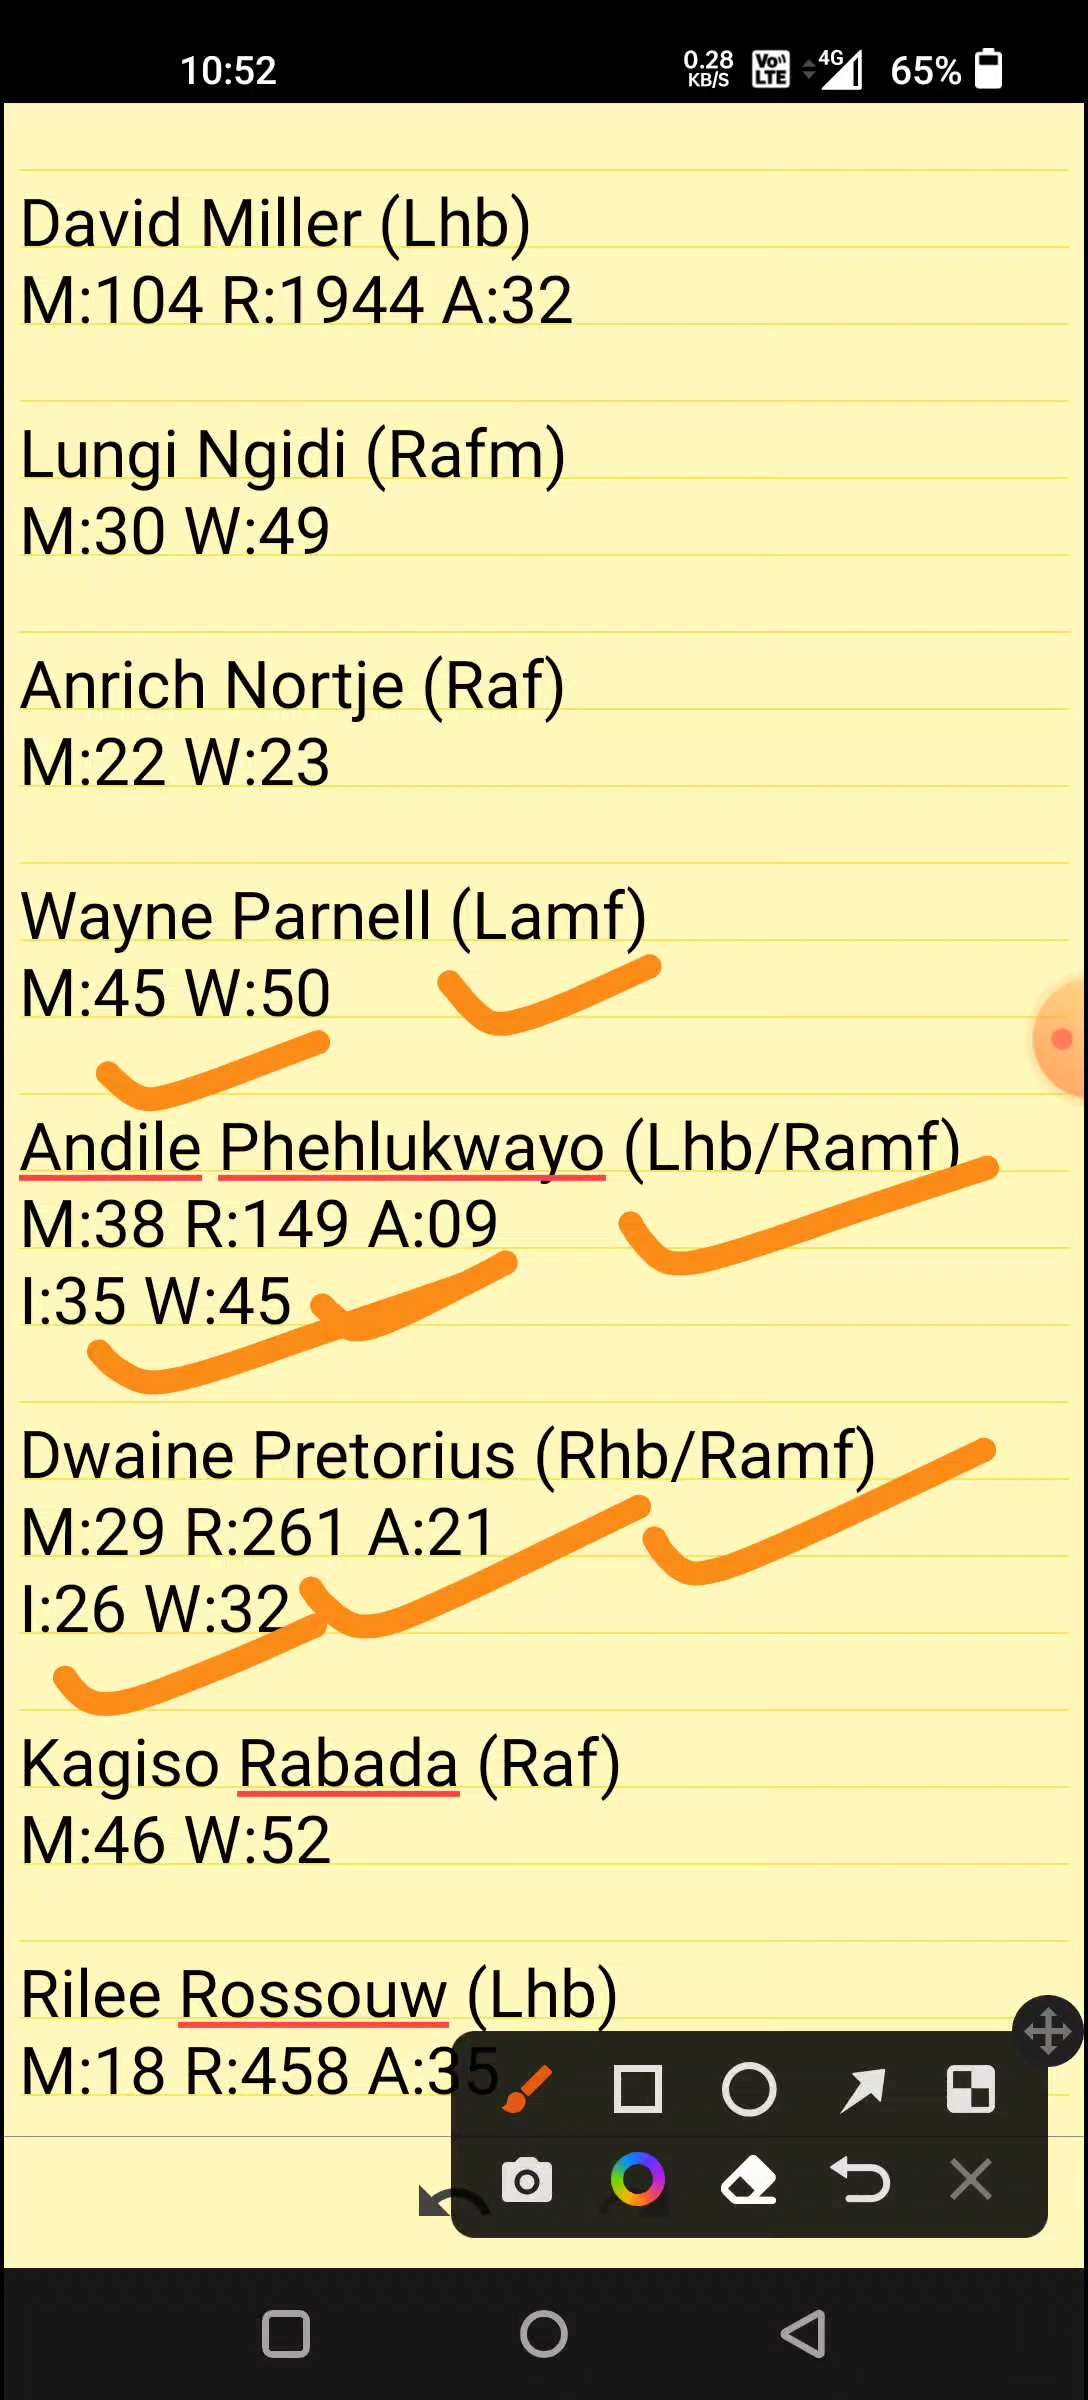 10:52 0.28 KB/S Vo)) LTE 4G 65%
David Miller (Lhb)
M:104 R:1944 A:32
Lungi Ngidi (Rafm)
M:30 W:49
Anrich Nortje (Raf)
M:22 W:23
Wayne Parnell (Lamf)
M:45 W:50
Andile Phehlukwayo (Lhb/Ramf)
M:38 R:149 A:09
I:35 W:45
Dwaine Pretorius (Rhb/Ramf)
M:29 R:261 A:21
I:26 W:32
Kagiso Rabada (Raf)
M:46 W:52
Rilee Rossouw (Lhb)
M:18 R:458 A:35